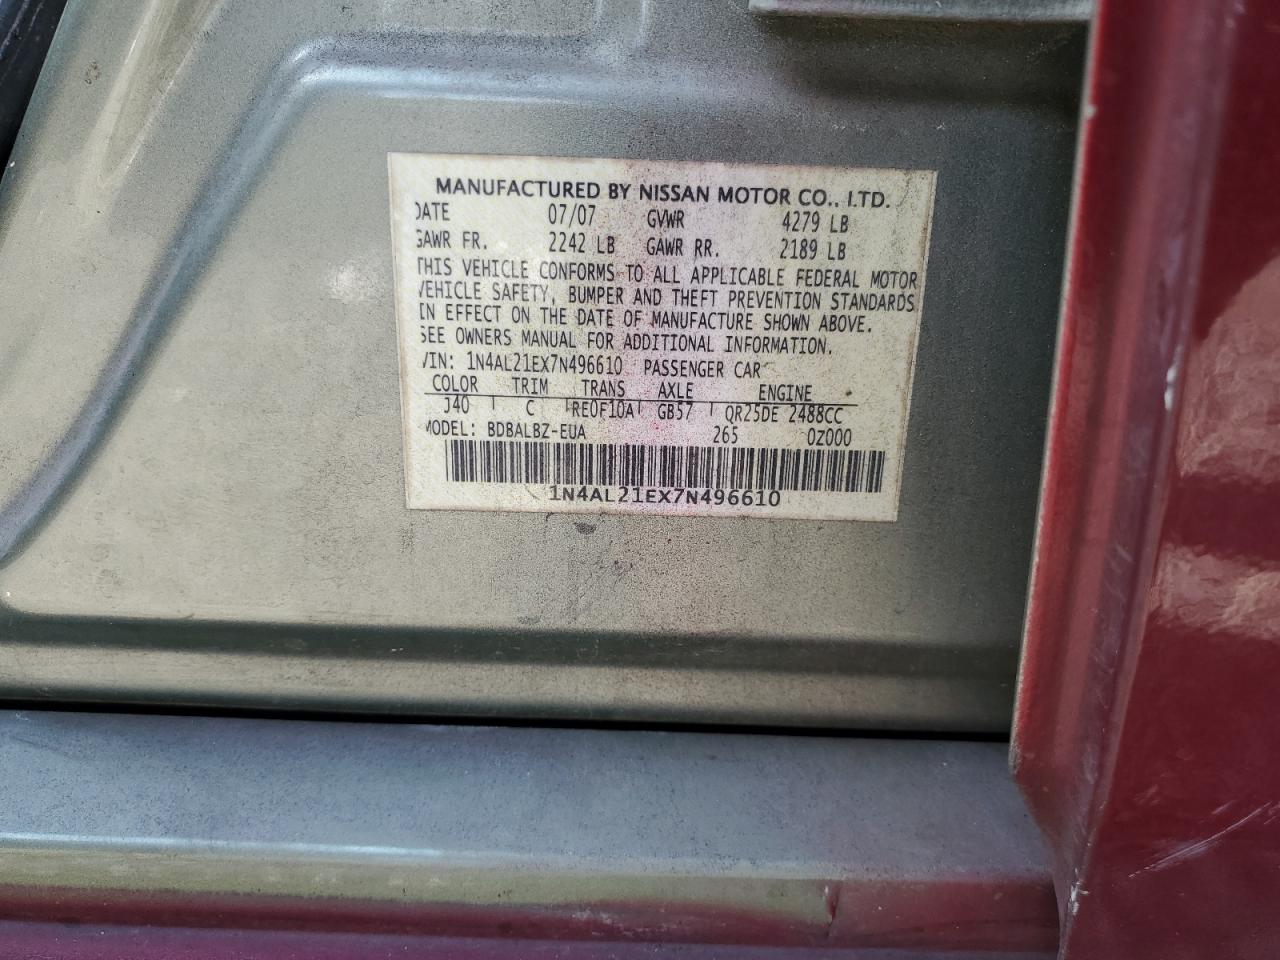 MANUFACTURED BY NISSAN MOTOR CO., LTD.
DATE 07/07 GVWR 4279 LB
GAWR FR. 2242 LB GAWR RR. 2189 LB
THIS VEHICLE CONFORMS TO ALL APPLICABLE FEDERAL MOTOR
VEHICLE SAFETY, BUMPER AND THEFT PREVENTION STANDARDS
IN EFFECT ON THE DATE OF MANUFACTURE SHOWN ABOVE.
SEE OWNERS MANUAL FOR ADDITIONAL INFORMATION.
VIN: 1N4AL21EX7N496610 PASSENGER CAR
COLOR TRIM TRANS AXLE ENGINE
J40 C RE0F10A GB57 QR25DE 2488CC
MODEL: BDBALBZ-EUA 265 0Z000
1N4AL21EX7N496610